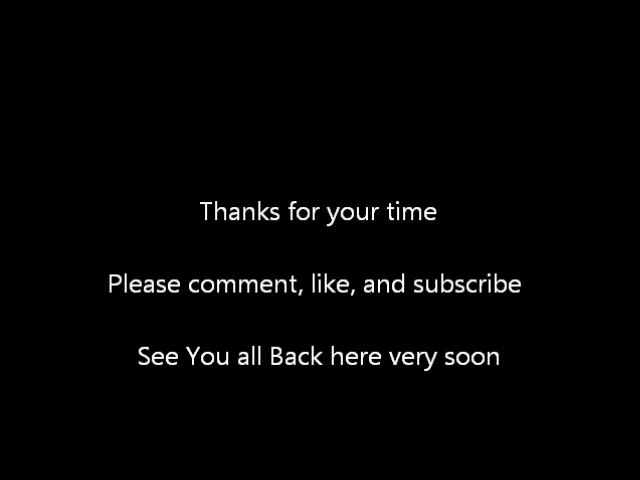 Thanks for your time
Please comment, like, and subscribe
See You all Back here very soon